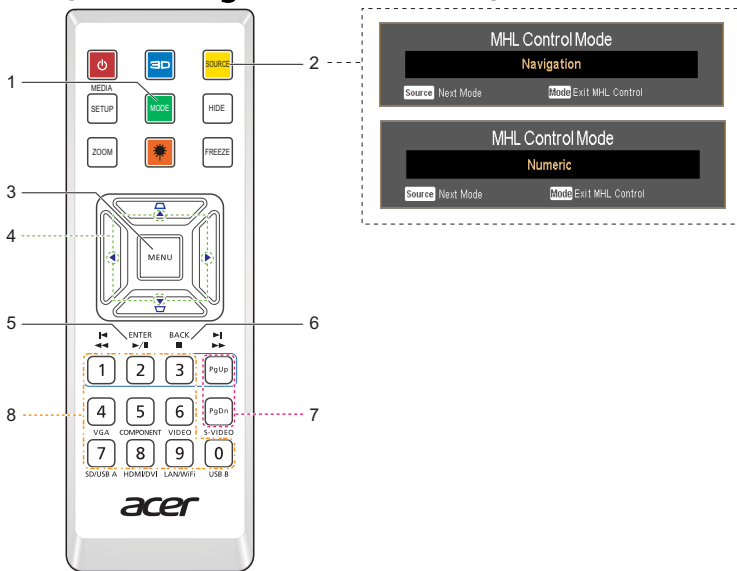 3D
SOURCE
MEDIA
SETUP
MODE
HIDE
ZOOM
FREEZE
MENU
ENTER
BACK
1
2
3
PgUp
4
5
6
PgDn
VGA
COMPONENT
VIDEO
S-VIDEO
7
8
9
0
SD/USB A
HDMI/DVI
LAN/WiFi
USB B
acer
1
2
3
4
5
6
7
8
MHL Control Mode
Navigation
Source Next Mode Mode Exit MHL Control
MHL Control Mode
Numeric
Source Next Mode Mode Exit MHL Control